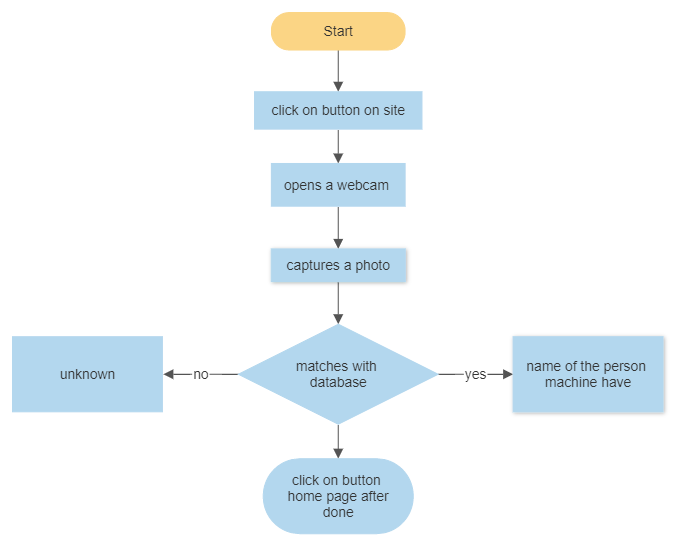 Start
click on button on site
opens a webcam
captures a photo
matches with
database
no
unknown
yes
name of the person
machine have
click on button
home page after
done